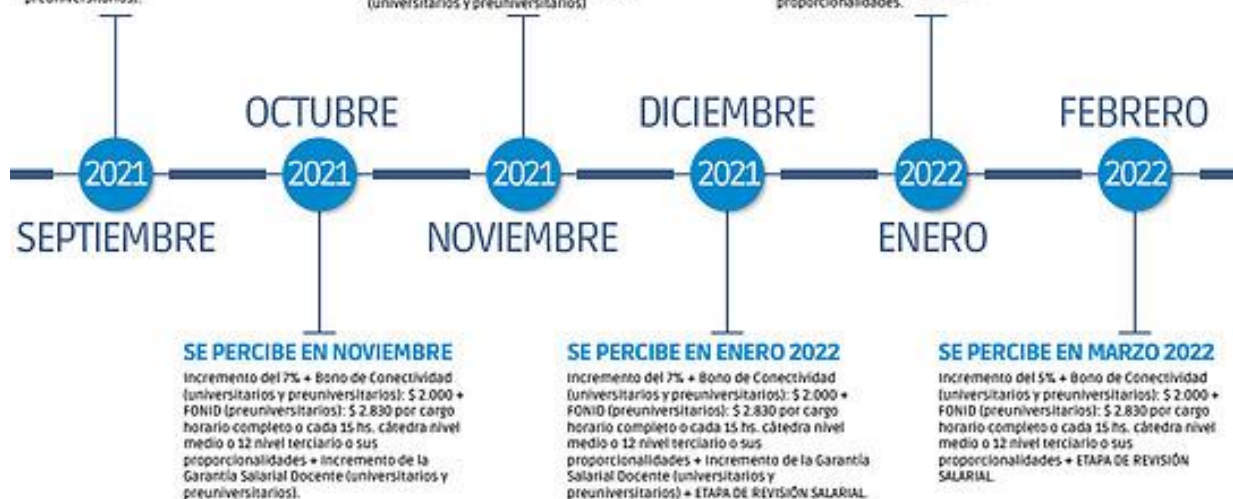 preuniversitarios).
(universitarios y preuniversitarios)
proporcionalidades.
OCTUBRE
DICIEMBRE
FEBRERO
2021
2021
2021
2021
2022
2022
SEPTIEMBRE
NOVIEMBRE
ENERO
SE PERCIBE EN NOVIEMBRE
Incremento del 7% + Bono de Conectividad
(universitarios y preuniversitarios): $ 2.000 +
FONID (preuniversitarios): $ 2.830 por cargo
horario completo o cada 15 hs. cátedra nivel
medio o 12 nivel terciario o sus
proporcionalidades + Incremento de la
Garantía Salarial Docente (universitarios y
preuniversitarios).
SE PERCIBE EN ENERO 2022
Incremento del 7% + Bono de Conectividad
(universitarios y preuniversitarios): $ 2.000 +
FONID (preuniversitarios): $ 2.830 por cargo
horario completo o cada 15 hs. cátedra nivel
medio o 12 nivel terciario o sus
proporcionalidades + Incremento de la Garantía
Salarial Docente (universitarios y
preuniversitarios) + ETAPA DE REVISIÓN SALARIAL.
SE PERCIBE EN MARZO 2022
Incremento del 5% + Bono de Conectividad
(universitarios y preuniversitarios): $ 2.000 +
FONID (preuniversitarios): $ 2.830 por cargo
horario completo o cada 15 hs. cátedra nivel
medio o 12 nivel terciario o sus
proporcionalidades + ETAPA DE REVISIÓN
SALARIAL.